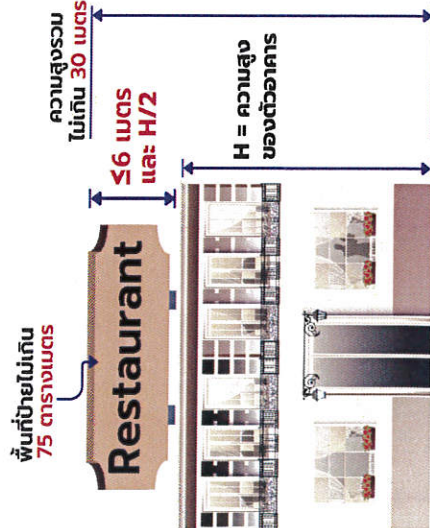 พื้นที่ป้ายไม่เกิน
75 ตารางเมตร
Restaurant
ความสูงรวม
ไม่เกิน 30 เมตร
≤6 เมตร
และ H/2
H = ความสูง
ของตัวอาคาร